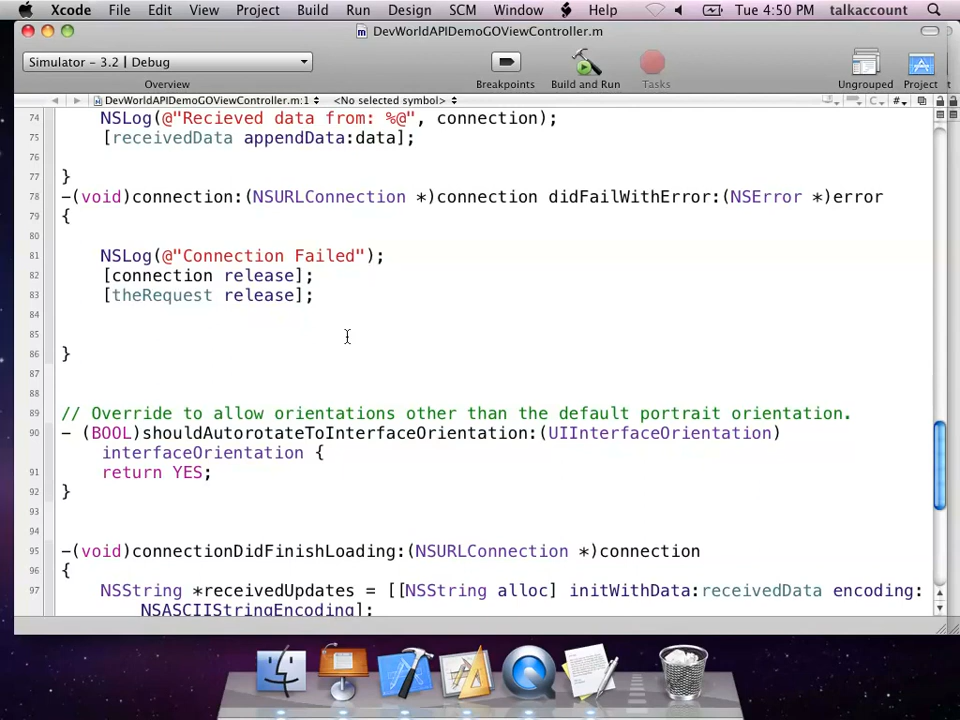 Xcode File Edit View Project Build Run Design SCM Window Help Tue 4:50 PM talkaccount
DevWorldAPIDemoGOViewController.m
Simulator - 3.2 | Debug
Overview Breakpoints Build and Run Tasks Ungrouped Project
DevWorldAPIDemoGOViewController.m:1 <No selected symbol>
74 NSLog(@"Recieved data from: %@", connection);
75 [receivedData appendData:data];
76
77 }
78 -(void)connection:(NSURLConnection *)connection didFailWithError:(NSError *)error
79 {
80
81 NSLog(@"Connection Failed");
82 [connection release];
83 [theRequest release];
84
85
86 }
87
88
89 // Override to allow orientations other than the default portrait orientation.
90 - (BOOL)shouldAutorotateToInterfaceOrientation:(UIInterfaceOrientation)
interfaceOrientation {
91 return YES;
92 }
93
94
95 -(void)connectionDidFinishLoading:(NSURLConnection *)connection
96 {
97 NSString *receivedUpdates = [[NSString alloc] initWithData:receivedData encoding:
NSASCIIStringEncoding];